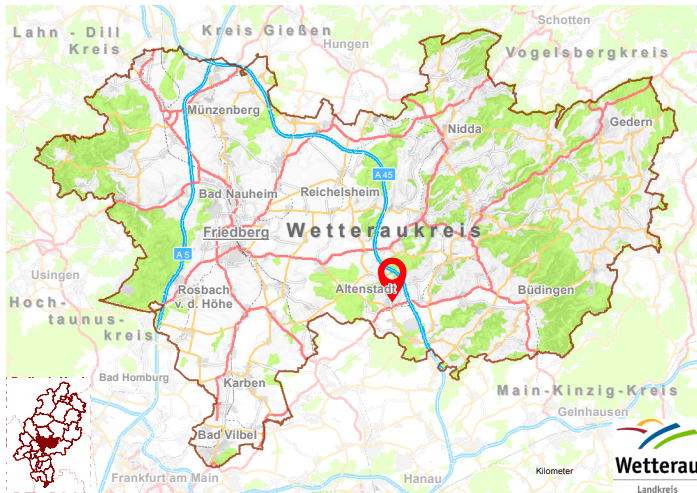 Lahn - Dill
Kreis
Kreis Gießen
Hungen
Schotten
Vogelsbergkreis
Münzenberg
Nidda
Gedern
A 45
Bad Nauheim
Reichelsheim
Friedberg
Wetteraukreis
A 5
Usingen
Rosbach
v. d. Höhe
Altenstadt
Büdingen
Hoch-
taunus-
kreis
Bad Homburg
Karben
Main-Kinzig-Kreis
Gelnhausen
Bad Vilbel
Frankfurt am Main
Hanau
Kilometer
Wetterau
Landkreis